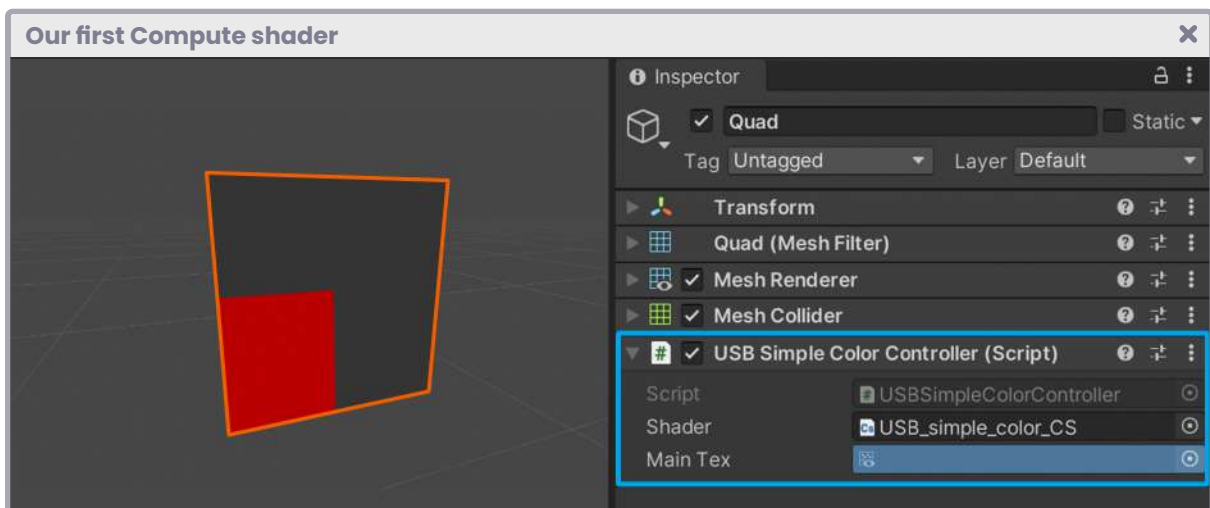 Our first Compute shader
Inspector
Quad
Static
Tag Untagged Layer Default
Transform
Quad (Mesh Filter)
Mesh Renderer
Mesh Collider
# USB Simple Color Controller (Script)
Script USBSimpleColorController
Shader USB_simple_color_CS
Main Tex